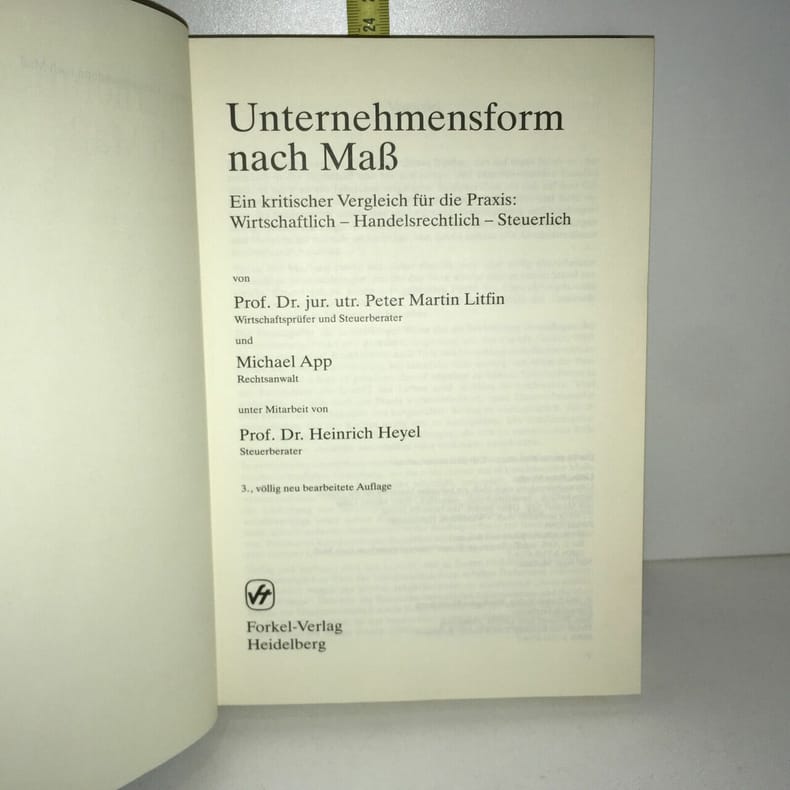 24
Unternehmensform
nach Maß
Ein kritischer Vergleich für die Praxis:
Wirtschaftlich – Handelsrechtlich – Steuerlich
von
Prof. Dr. jur. utr. Peter Martin Litfin
Wirtschaftsprüfer und Steuerberater
und
Michael App
Rechtsanwalt
unter Mitarbeit von
Prof. Dr. Heinrich Heyel
Steuerberater
3., völlig neu bearbeitete Auflage
Forkel-Verlag
Heidelberg